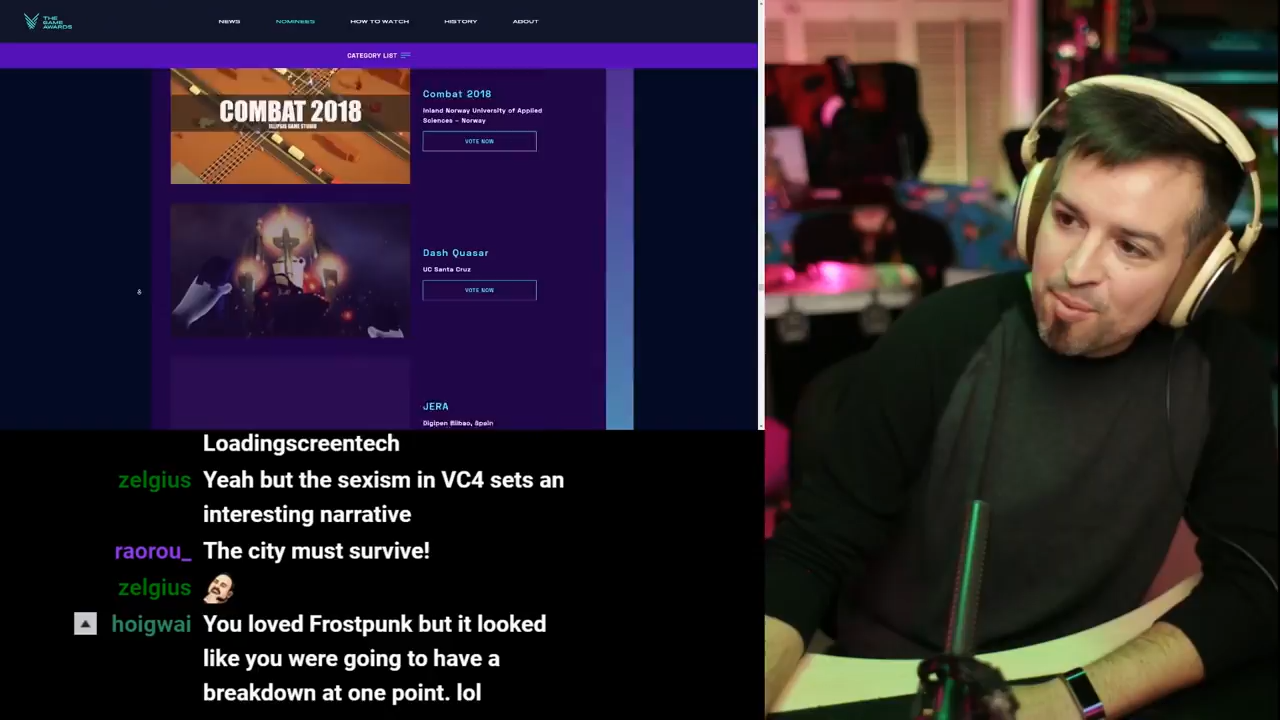 THE
GAME
AWARDS
NEWS
NOMINEES
HOW TO WATCH
HISTORY
ABOUT
CATEGORY LIST
COMBAT 2018
Combat 2018
Inland Norway University of Applied
Sciences – Norway
VOTE NOW
Dash Quasar
UC Santa Cruz
VOTE NOW
JERA
Digipen Bilbao, Spain
Loadingscreentech
zelgius Yeah but the sexism in VC4 sets an
interesting narrative
raorou_ The city must survive!
zelgius
hoigwai You loved Frostpunk but it looked
like you were going to have a
breakdown at one point. lol